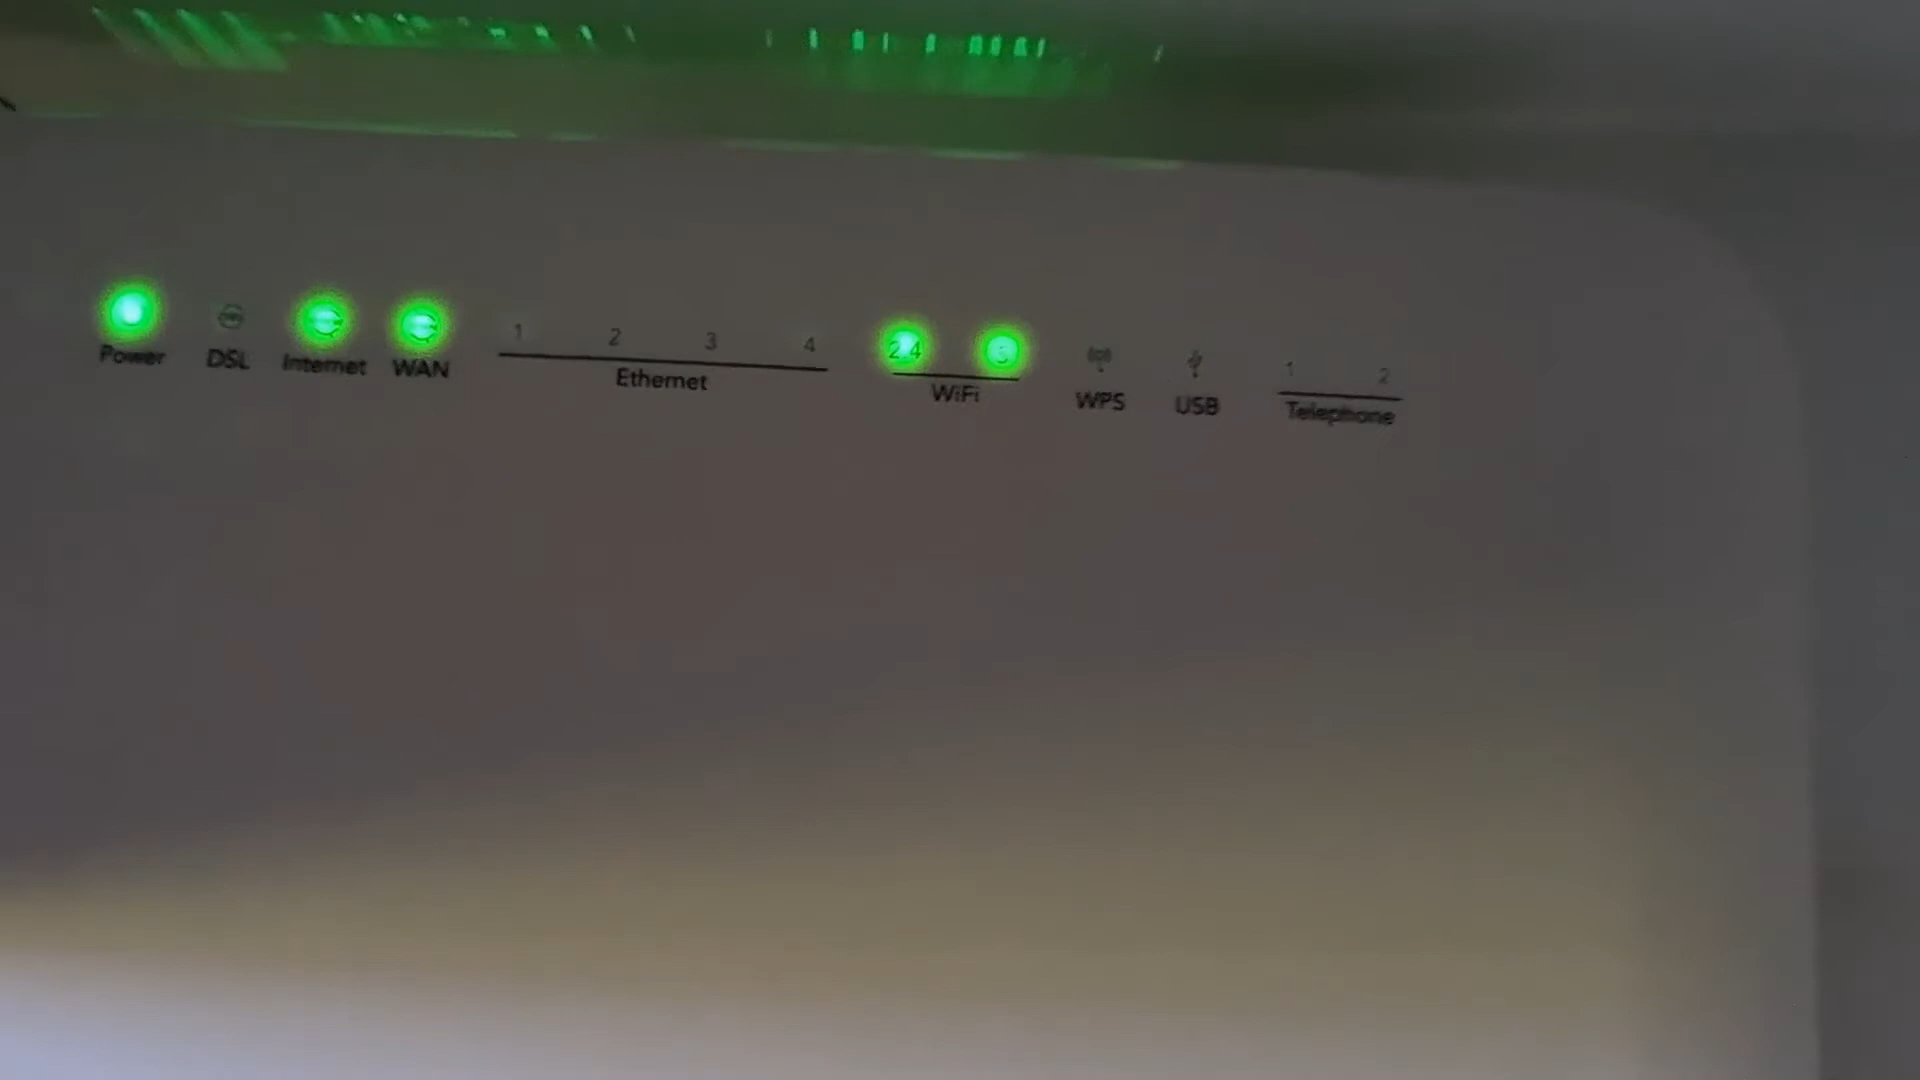 1 2 3 4 2.4 5 1 2
Power DSL Internet WAN Ethernet WiFi WPS USB Telephone